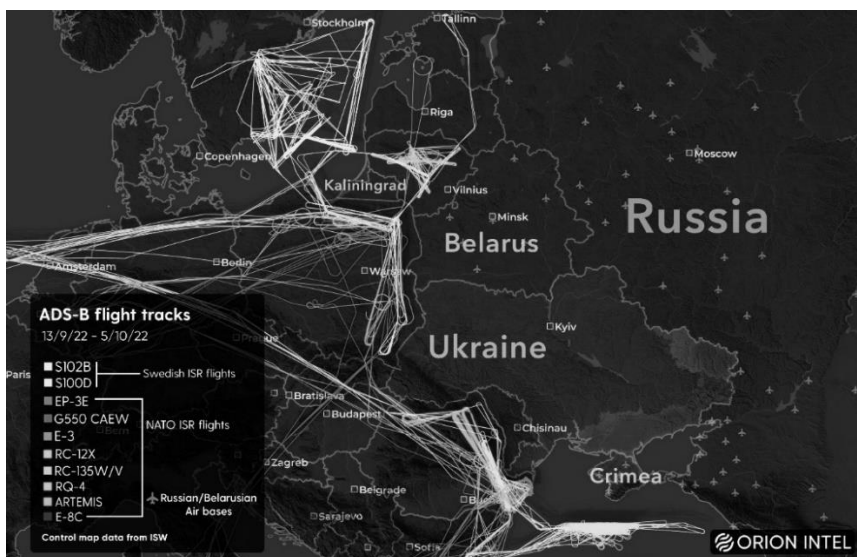 Stockholm
Tallinn
Riga
Copenhagen
Moscow
Kaliningrad
Vilnius
Russia
Minsk
Belarus
Amsterdam
Berlin
Warsaw
ADS-B flight tracks
13/9/22 - 5/10/22
S102B
S100D
Swedish ISR flights
EP-3E
G550 CAEW
E-3
RC-12X
RC-135W/V
RQ-4
ARTEMIS
E-8C
NATO ISR flights
Russian/Belarusian
Air bases
Control map data from ISW
Kyiv
Ukraine
Prague
Paris
Bratislava
Budapest
Chisinau
Bern
Zagreb
Crimea
Belgrade
Sarajevo
Sofia
ORION INTEL